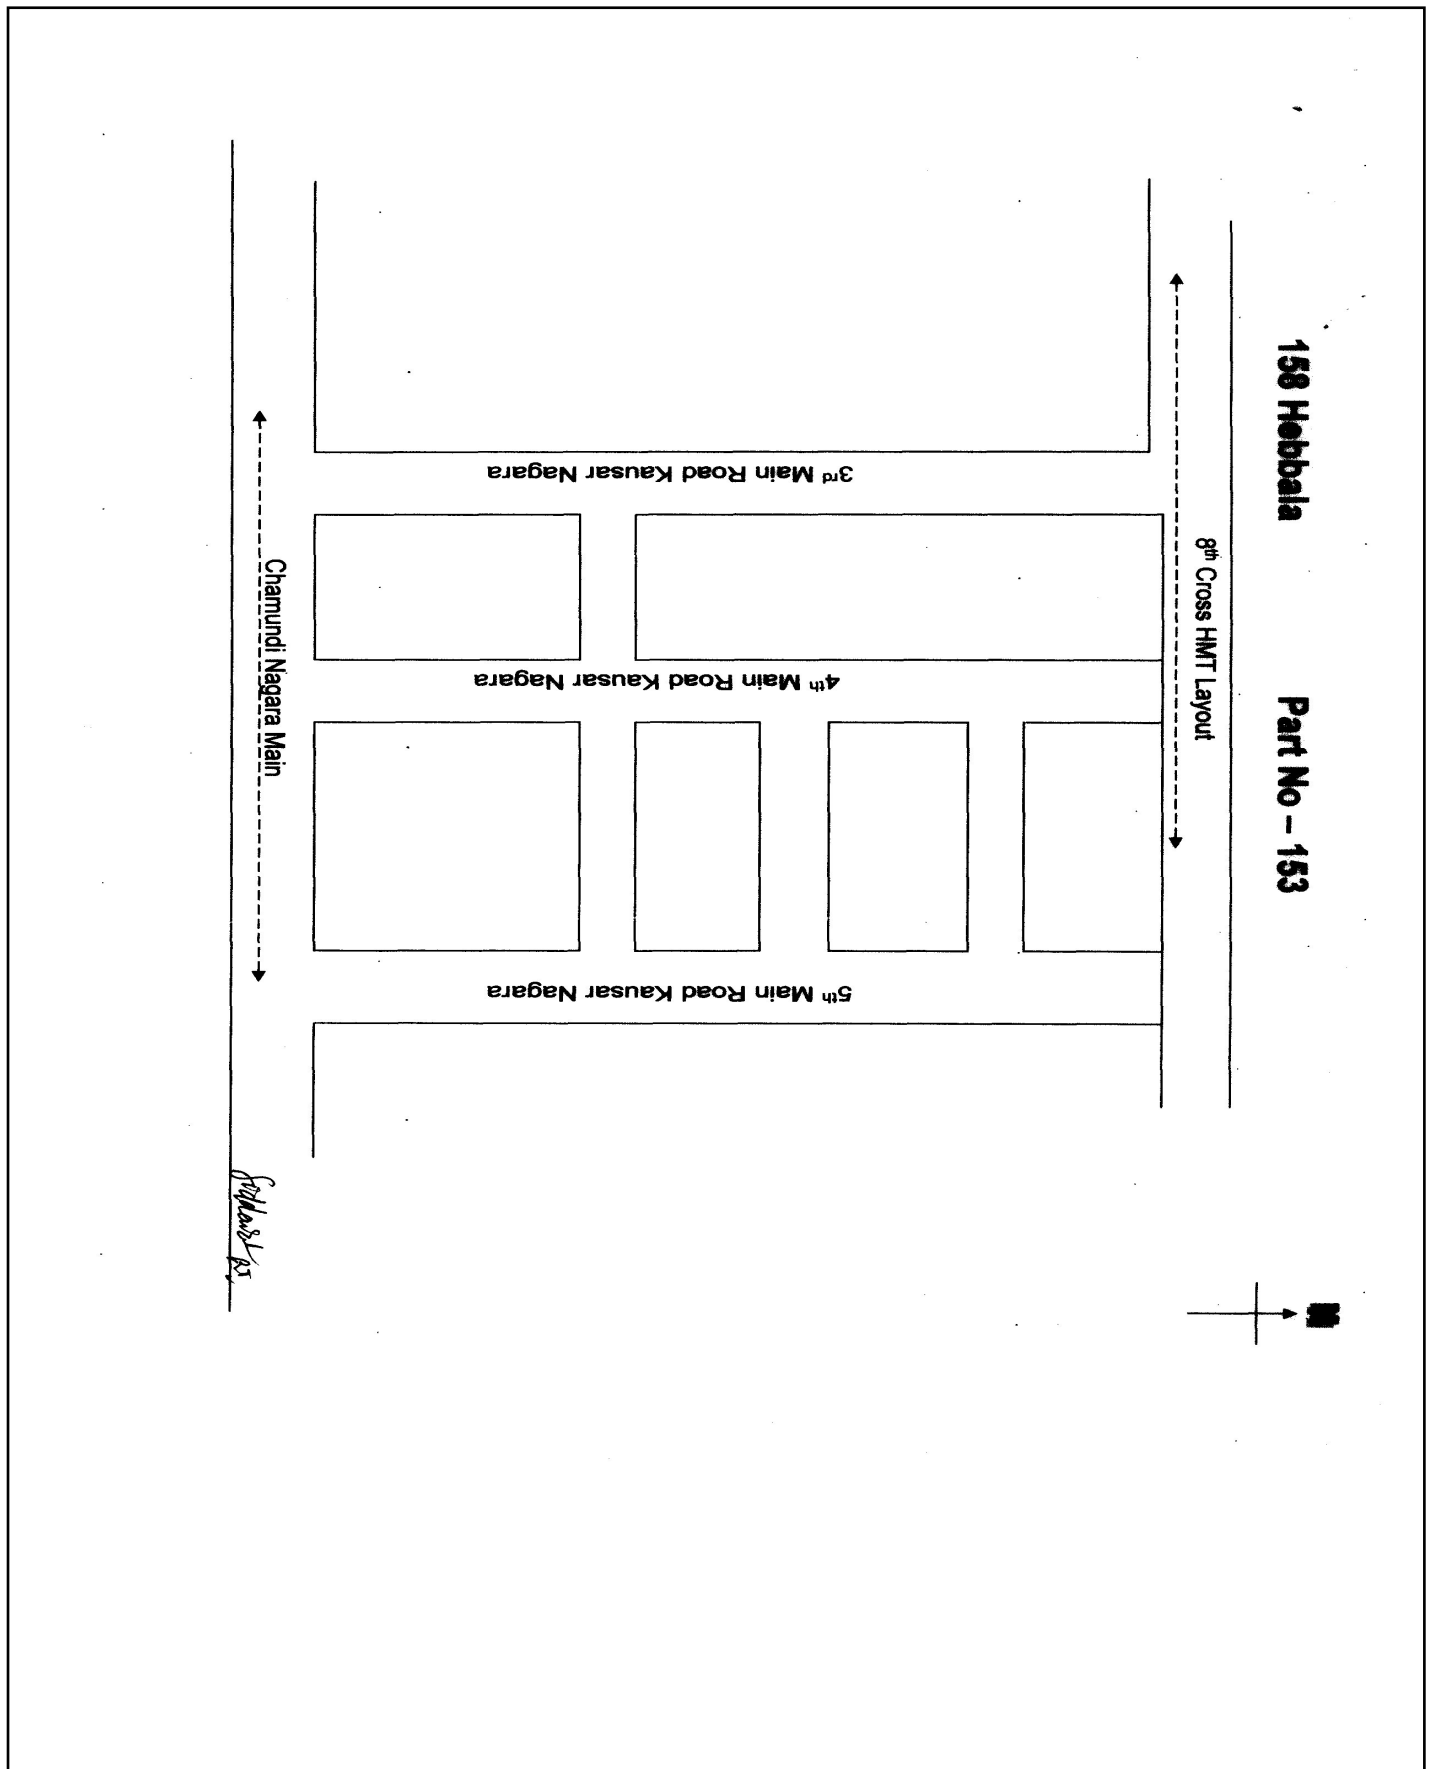 158 Hebbala Part No – 153
8th Cross HMT Layout
3rd Main Road Kausar Nagara
4th Main Road Kausar Nagara
5th Main Road Kausar Nagara
Chamundi Nagara Main
N